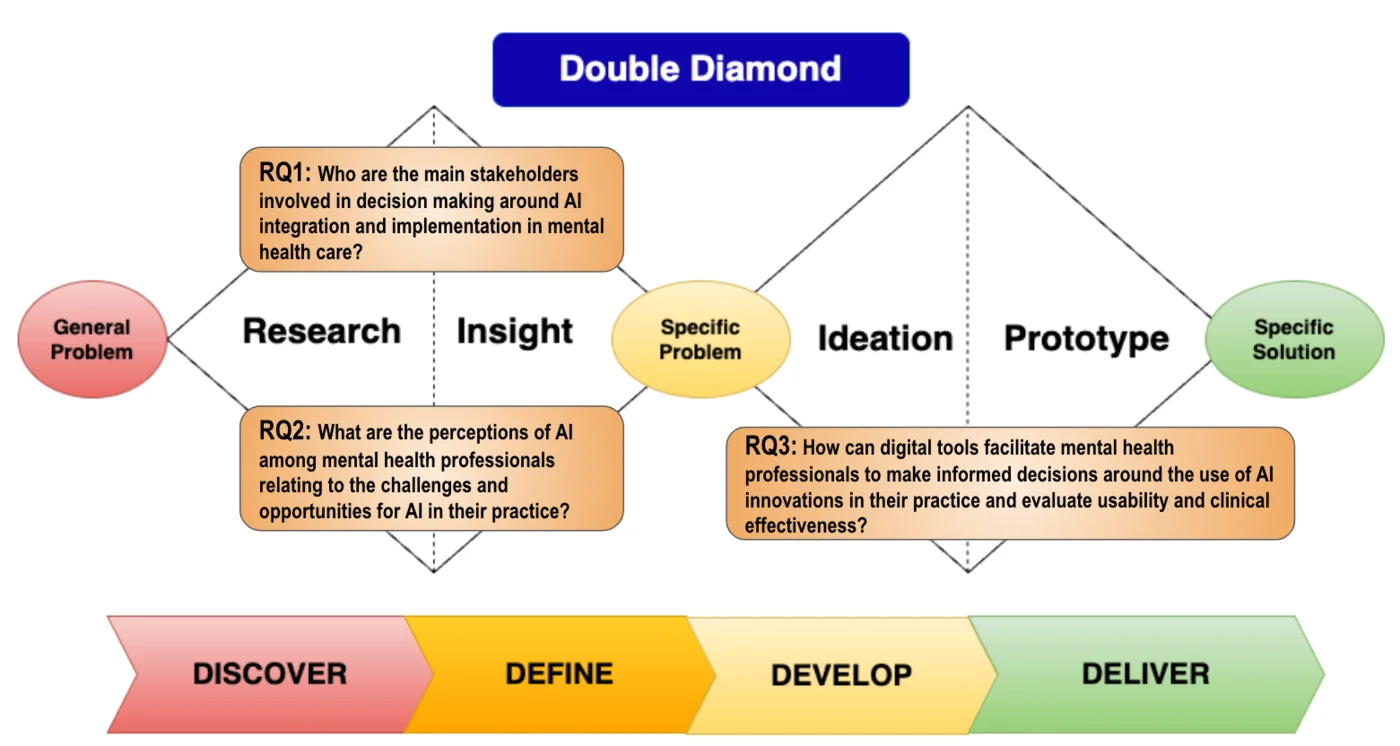 Double Diamond
RQ1: Who are the main stakeholders
involved in decision making around AI
integration and implementation in mental
health care?
General
Problem
Research
Insight
Specific
Problem
Ideation
Prototype
Specific
Solution
RQ2: What are the perceptions of AI
among mental health professionals
relating to the challenges and
opportunities for AI in their practice?
RQ3: How can digital tools facilitate mental health
professionals to make informed decisions around the use of AI
innovations in their practice and evaluate usability and clinical
effectiveness?
DISCOVER
DEFINE
DEVELOP
DELIVER